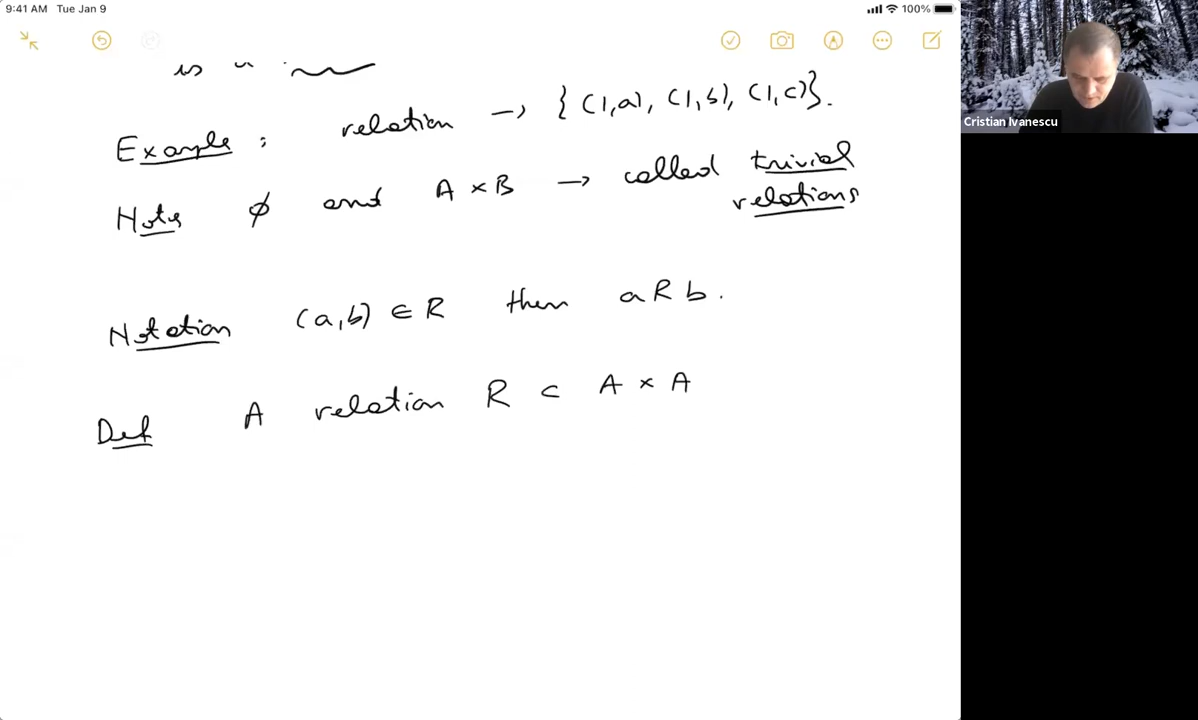 9:41 AM Tue Jan 9
100%
Cristian Ivanescu
is a
Example : relation → { (1,a), (1,b), (1,c)}.
Note ∅ and A × B → called trivial
relations
Notation (a,b) ∈ R then a R b.
Def A relation R ⊂ A × A